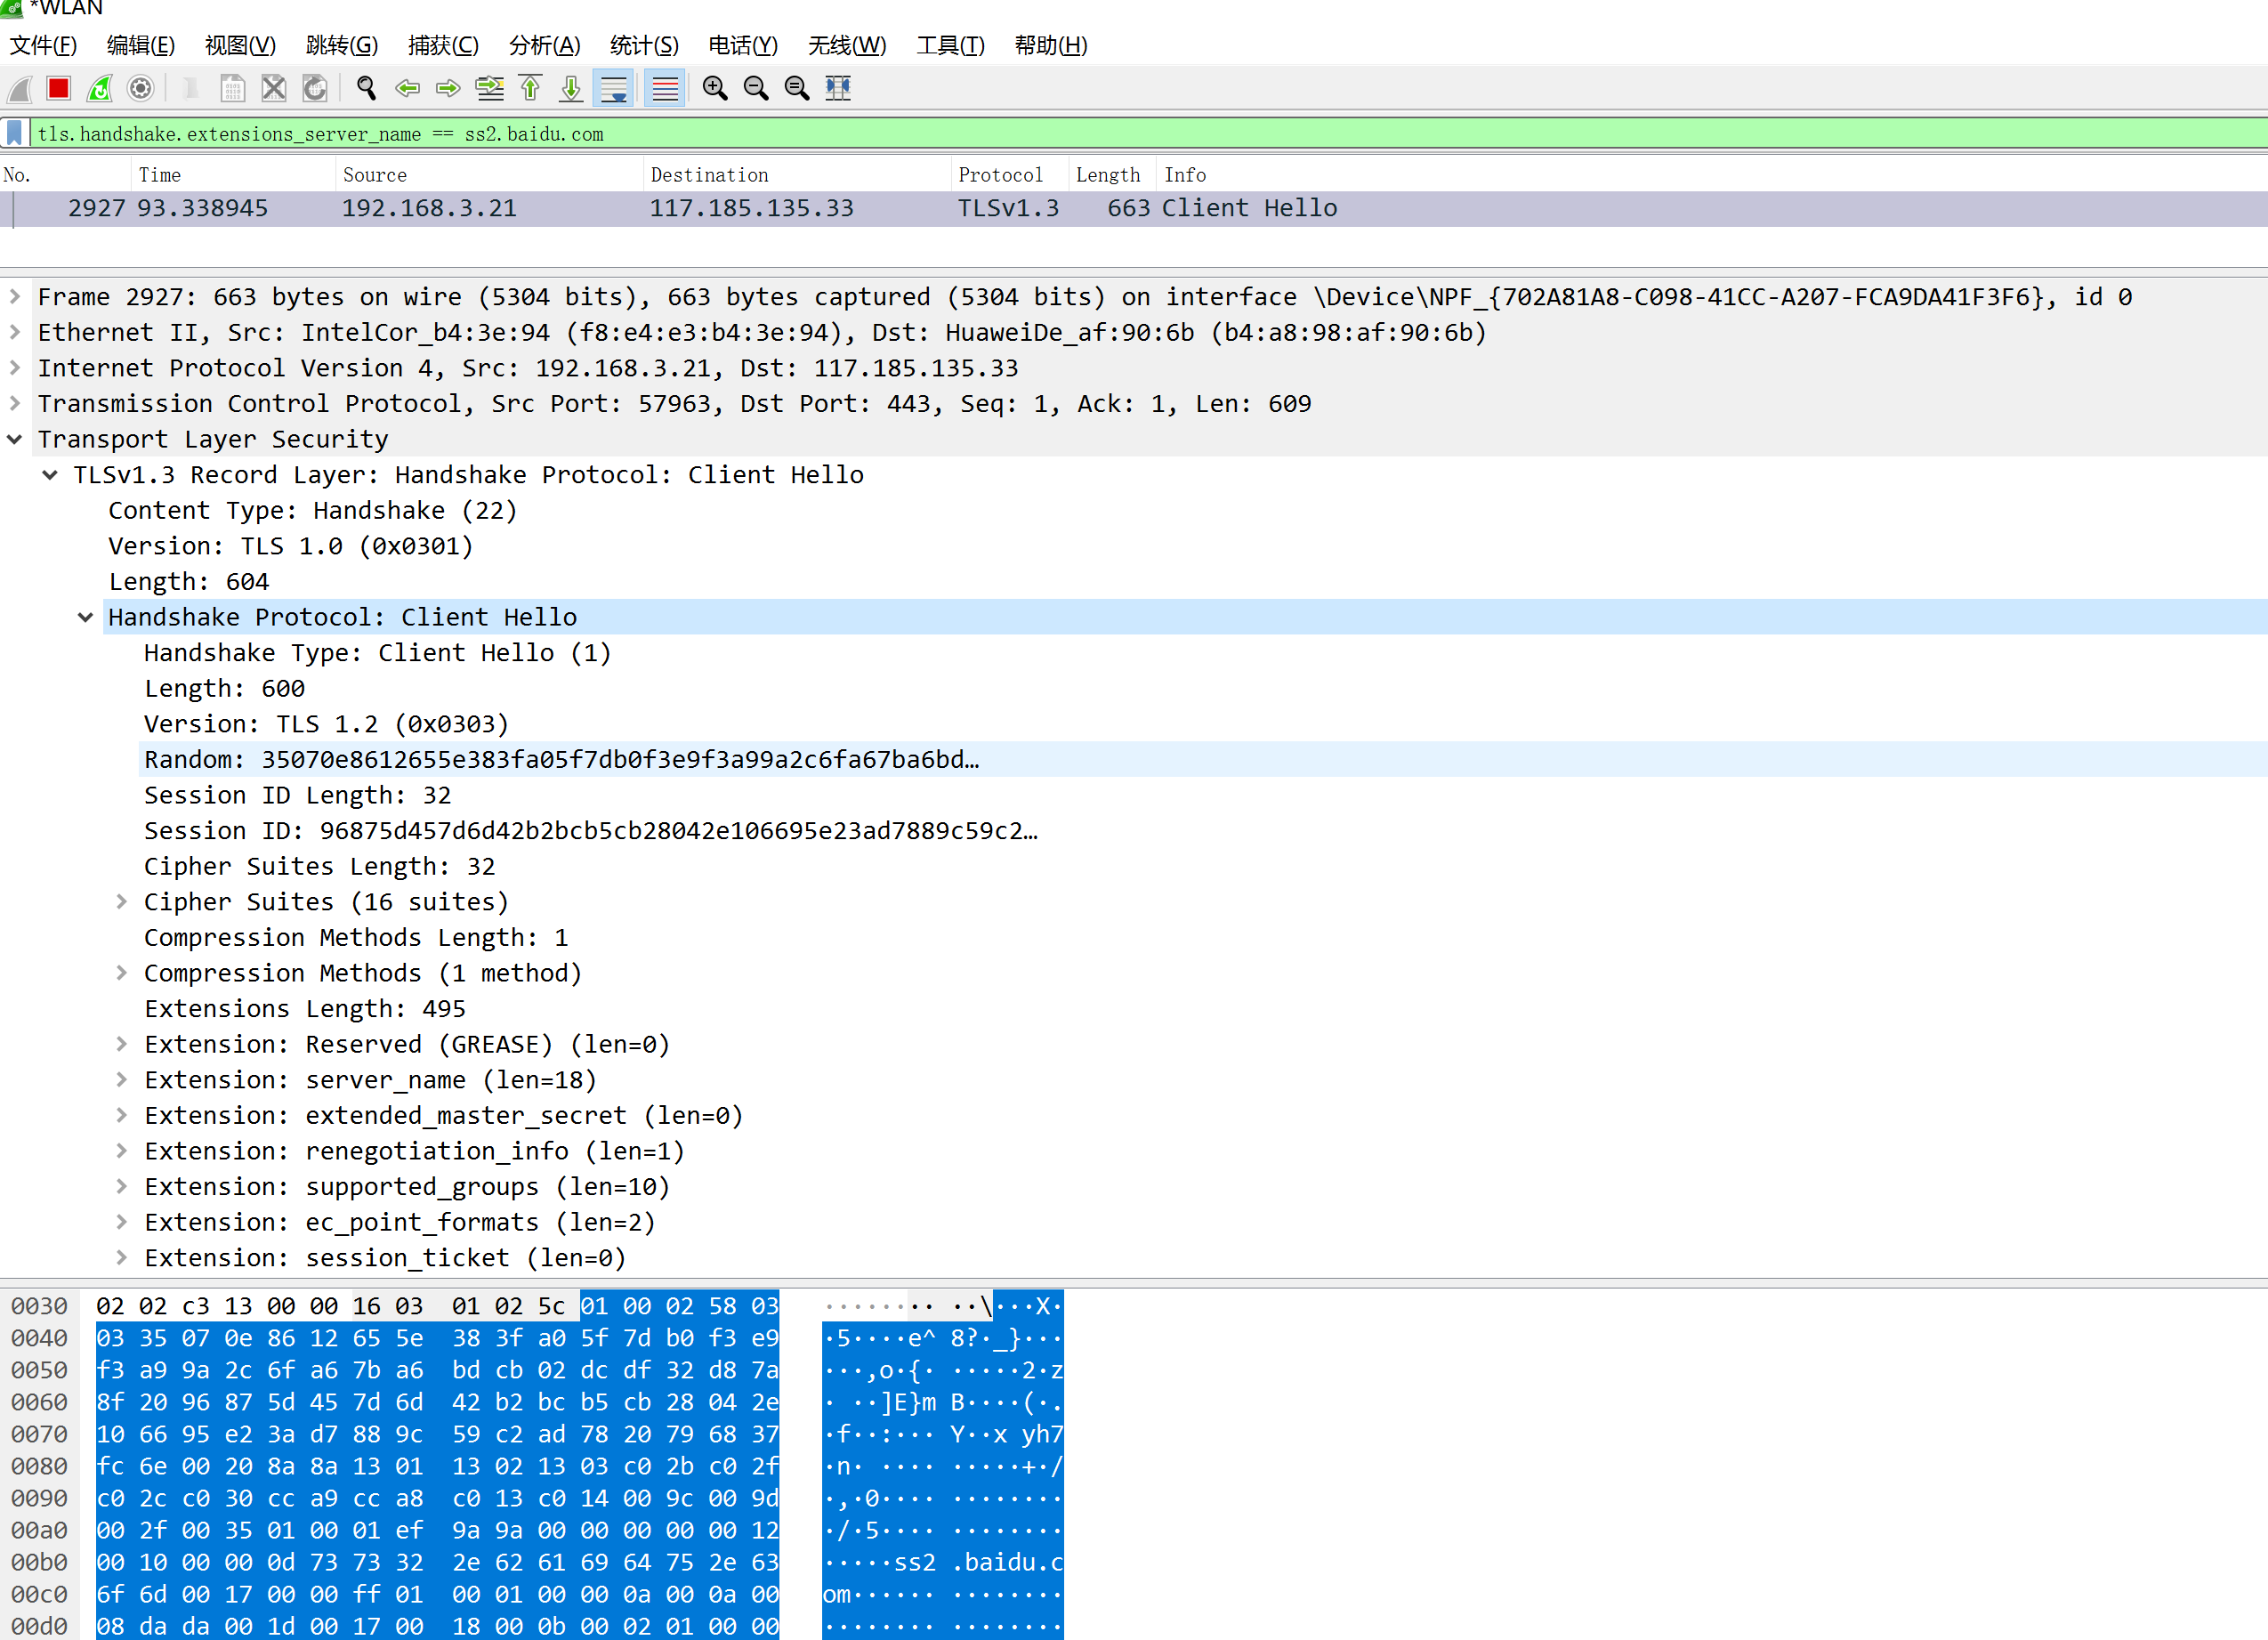 *WLAN
文件(F) 编辑(E) 视图(V) 跳转(G) 捕获(C) 分析(A) 统计(S) 电话(Y) 无线(W) 工具(T) 帮助(H)
tls.handshake.extensions_server_name == ss2.baidu.com
No. Time Source Destination Protocol Length Info
2927 93.338945 192.168.3.21 117.185.135.33 TLSv1.3 663 Client Hello
Frame 2927: 663 bytes on wire (5304 bits), 663 bytes captured (5304 bits) on interface \Device\NPF_{702A81A8-C098-41CC-A207-FCA9DA41F3F6}, id 0
Ethernet II, Src: IntelCor_b4:3e:94 (f8:e4:e3:b4:3e:94), Dst: HuaweiDe_af:90:6b (b4:a8:98:af:90:6b)
Internet Protocol Version 4, Src: 192.168.3.21, Dst: 117.185.135.33
Transmission Control Protocol, Src Port: 57963, Dst Port: 443, Seq: 1, Ack: 1, Len: 609
Transport Layer Security
TLSv1.3 Record Layer: Handshake Protocol: Client Hello
Content Type: Handshake (22)
Version: TLS 1.0 (0x0301)
Length: 604
Handshake Protocol: Client Hello
Handshake Type: Client Hello (1)
Length: 600
Version: TLS 1.2 (0x0303)
Random: 35070e8612655e383fa05f7db0f3e9f3a99a2c6fa67ba6bd…
Session ID Length: 32
Session ID: 96875d457d6d42b2bcb5cb28042e106695e23ad7889c59c2…
Cipher Suites Length: 32
Cipher Suites (16 suites)
Compression Methods Length: 1
Compression Methods (1 method)
Extensions Length: 495
Extension: Reserved (GREASE) (len=0)
Extension: server_name (len=18)
Extension: extended_master_secret (len=0)
Extension: renegotiation_info (len=1)
Extension: supported_groups (len=10)
Extension: ec_point_formats (len=2)
Extension: session_ticket (len=0)
0030 02 02 c3 13 00 00 16 03 01 02 5c 01 00 02 58 03 ········ ··\···X·
0040 03 35 07 0e 86 12 65 5e 38 3f a0 5f 7d b0 f3 e9 ·5····e^ 8?·_}···
0050 f3 a9 9a 2c 6f a6 7b a6 bd cb 02 dc df 32 d8 7a ···,o·{· ·····2·z
0060 8f 20 96 87 5d 45 7d 6d 42 b2 bc b5 cb 28 04 2e · ··]E}m B····(·.
0070 10 66 95 e2 3a d7 88 9c 59 c2 ad 78 20 79 68 37 ·f··:··· Y··x yh7
0080 fc 6e 00 20 8a 8a 13 01 13 02 13 03 c0 2b c0 2f ·n· ···· ·····+·/
0090 c0 2c c0 30 cc a9 cc a8 c0 13 c0 14 00 9c 00 9d ·,·0···· ········
00a0 00 2f 00 35 01 00 01 ef 9a 9a 00 00 00 00 00 12 ·/·5···· ········
00b0 00 10 00 00 0d 73 73 32 2e 62 61 69 64 75 2e 63 ·····ss2 .baidu.c
00c0 6f 6d 00 17 00 00 ff 01 00 01 00 00 0a 00 0a 00 om······ ········
00d0 08 da da 00 1d 00 17 00 18 00 0b 00 02 01 00 00 ········ ········